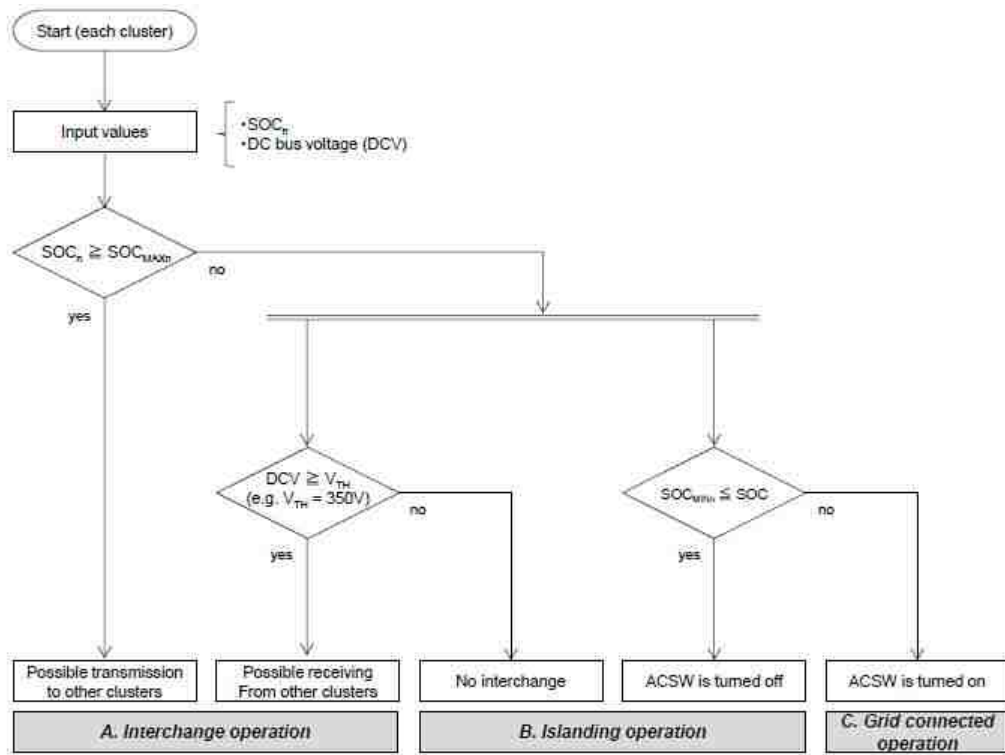 Start (each cluster)
Input values
•SOCn
•DC bus voltage (DCV)
SOCn ≧ SOCMAXn
no
yes
DCV ≧ VTH
(e.g. VTH = 350V)
no
yes
SOCMINn ≦ SOC
no
yes
Possible transmission
to other clusters
Possible receiving
From other clusters
No interchange
ACSW is turned off
ACSW is turned on
A. Interchange operation
B. Islanding operation
C. Grid connected
operation